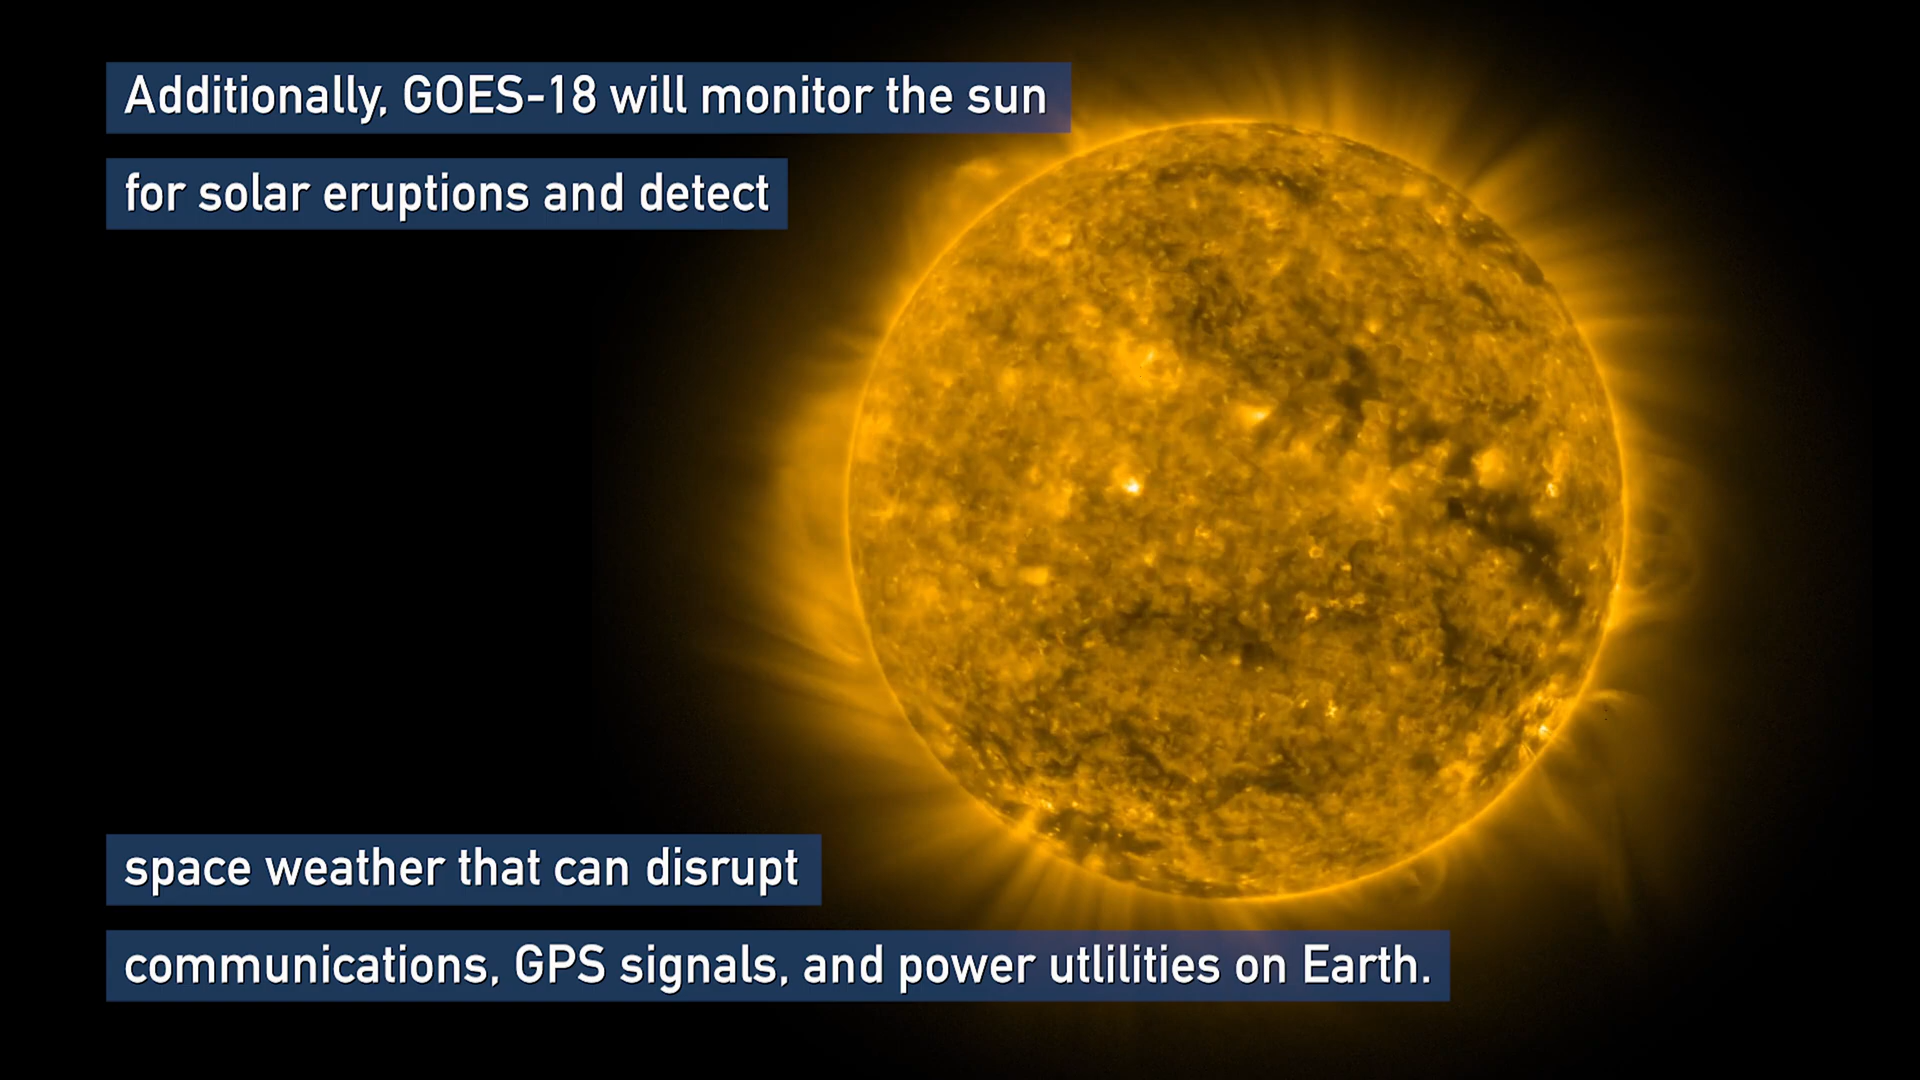 Additionally, GOES-18 will monitor the sun
for solar eruptions and detect
space weather that can disrupt
communications, GPS signals, and power utlilities on Earth.